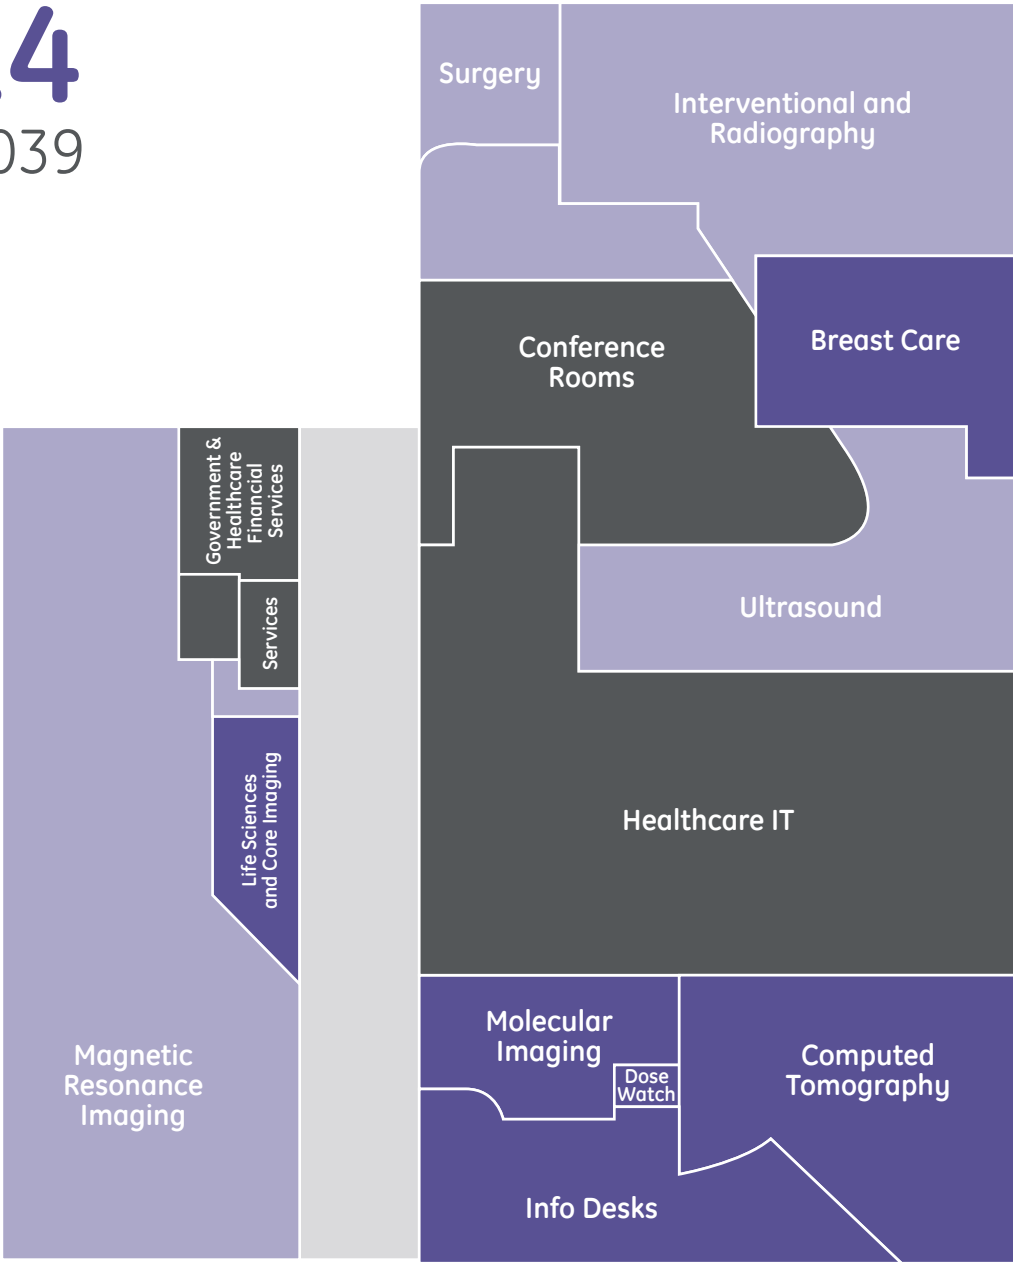 .4
039
Surgery
Interventional and
Radiography
Breast Care
Conference
Rooms
Government &
Healthcare
Financial
Services
Services
Ultrasound
Life Sciences
and Core Imaging
Healthcare IT
Magnetic
Resonance
Imaging
Molecular
Imaging
Dose
Watch
Computed
Tomography
Info Desks